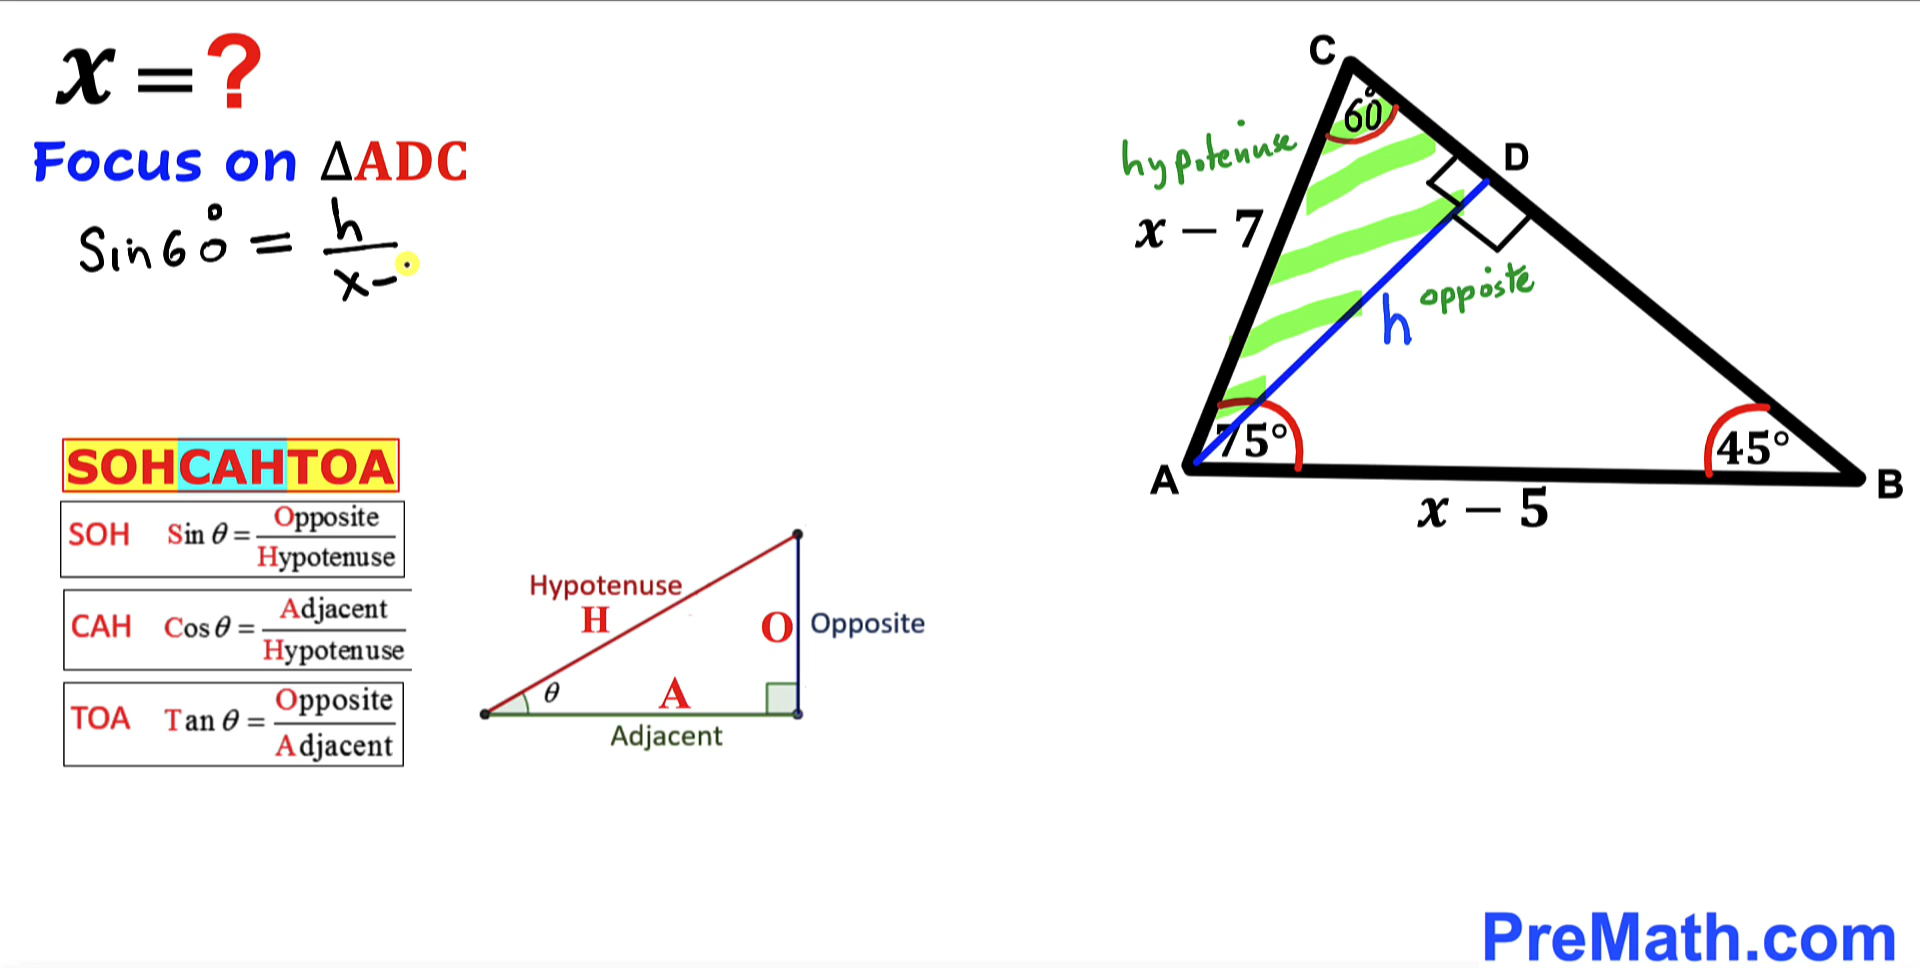 x = ?
Focus on ΔADC
Sin 60° = h / x -
SOHCAHTOA
SOH Sin θ = Opposite / Hypotenuse
CAH Cos θ = Adjacent / Hypotenuse
TOA Tan θ = Opposite / Adjacent
Hypotenuse
H
O Opposite
θ
A
Adjacent
C
60°
D
hypotenuse
x − 7
h opposite
75°
45°
A
B
x − 5
PreMath.com